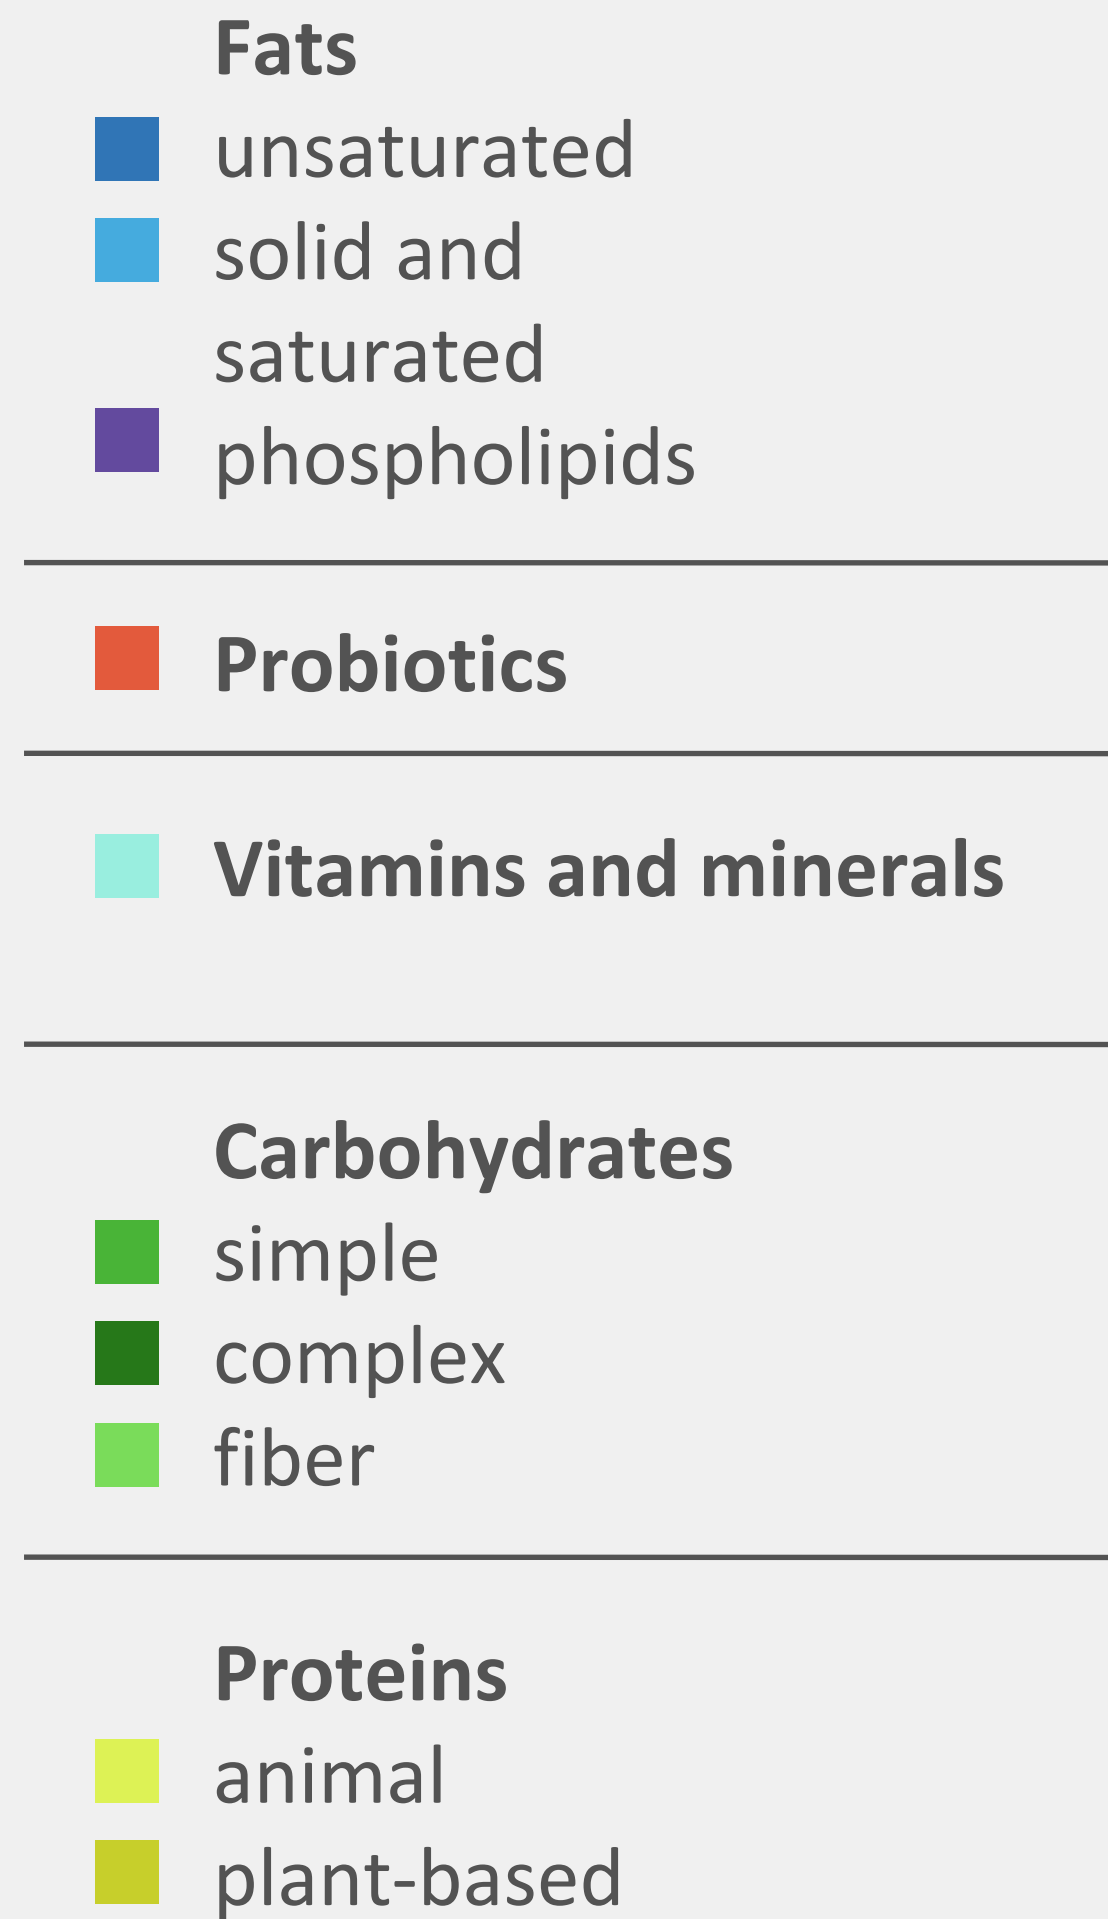 Fats
unsaturated
solid and
saturated
phospholipids
Probiotics
Vitamins and minerals
Carbohydrates
simple
complex
fiber
Proteins
animal
plant-based